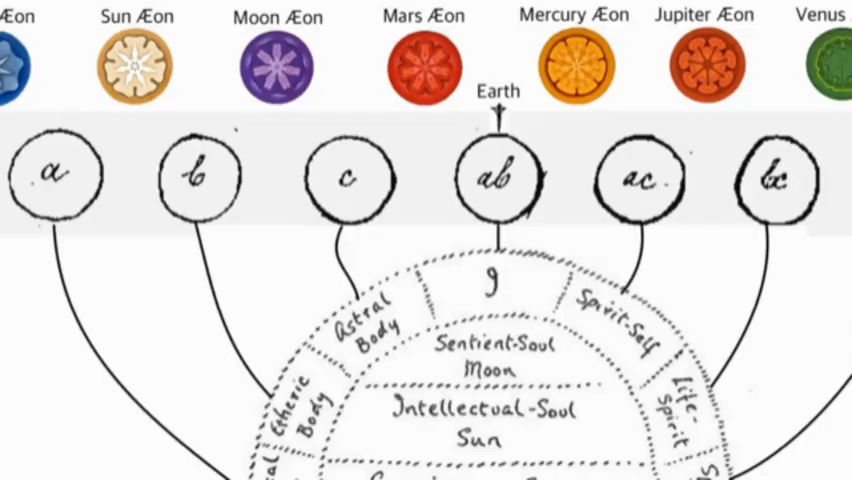 Æon Sun Æon Moon Æon Mars Æon Mercury Æon Jupiter Æon Venus
Earth
a b c ab ac bc
I
Astral
Body
Spirit-Self
Sentient-Soul
Moon
Etheric
Body
Life-
Spirit
Intellectual-Soul
Sun